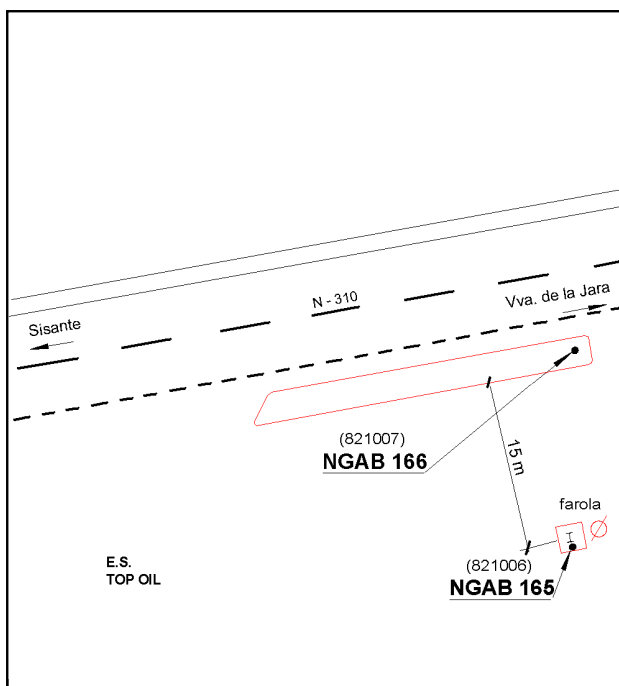 N - 310
Vva. de la Jara
Sisante
(821007)
NGAB 166
15 m
farola
E.S.
TOP OIL
(821006)
NGAB 165